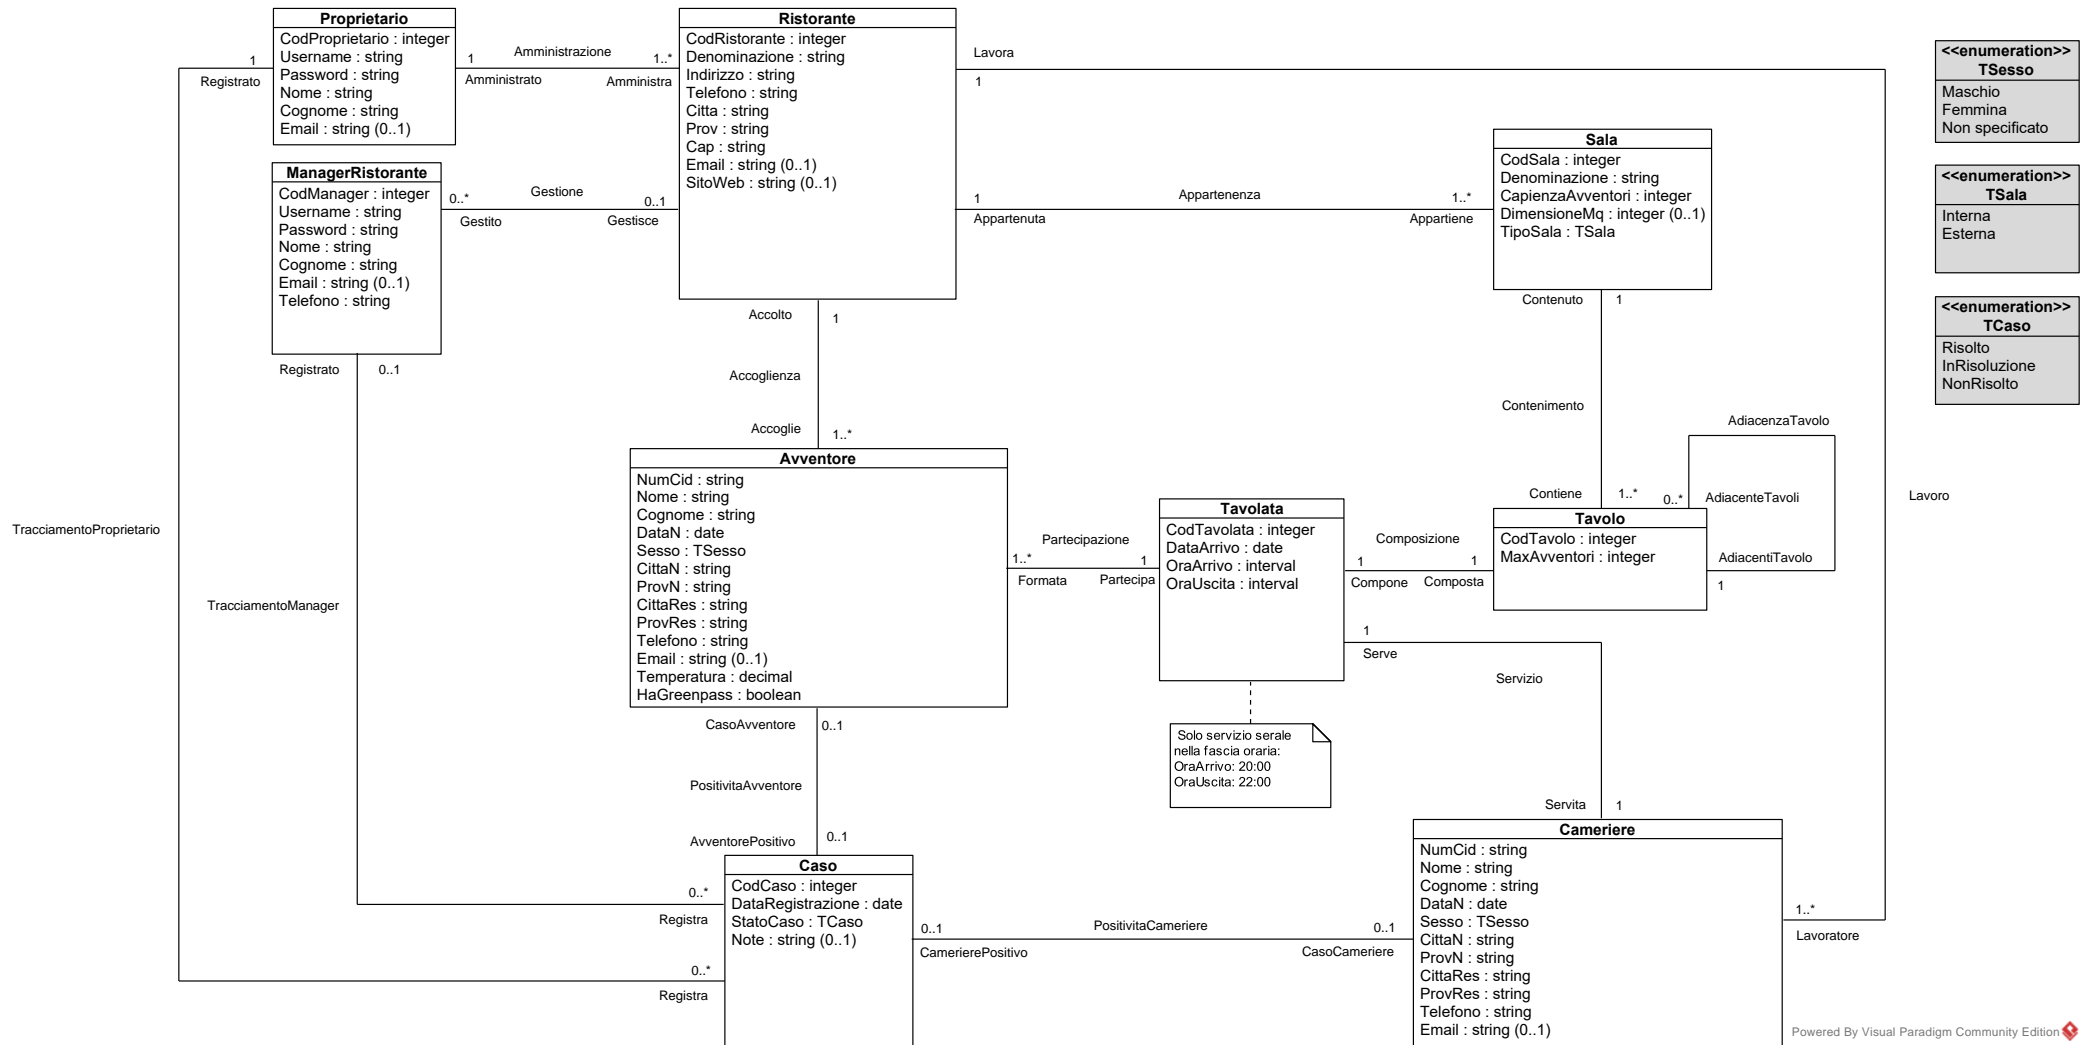 Proprietario
CodProprietario : integer
Username : string
Password : string
Nome : string
Cognome : string
Email : string (0..1)
1
Registrato
1
Amministrazione
1..*
Amministrato
Amministra
Ristorante
CodRistorante : integer
Denominazione : string
Indirizzo : string
Telefono : string
Citta : string
Prov : string
Cap : string
Email : string (0..1)
SitoWeb : string (0..1)
Lavora
1
<<enumeration>>
TSesso
Maschio
Femmina
Non specificato
ManagerRistorante
CodManager : integer
Username : string
Password : string
Nome : string
Cognome : string
Email : string (0..1)
Telefono : string
0..*
Gestione
0..1
Gestito
Gestisce
1
Appartenenza
1..*
Appartenuta
Appartiene
Sala
CodSala : integer
Denominazione : string
CapienzaAvventori : integer
DimensioneMq : integer (0..1)
TipoSala : TSala
<<enumeration>>
TSala
Interna
Esterna
<<enumeration>>
TCaso
Risolto
InRisoluzione
NonRisolto
Registrato
0..1
Accolto
1
Accoglienza
Accoglie
1..*
Contenuto
1
Contenimento
Contiene
1..*
0..*
AdiacenzaTavolo
AdiacenteTavoli
AdiacentiTavolo
1
Lavoro
TracciamentoProprietario
TracciamentoManager
Avventore
NumCid : string
Nome : string
Cognome : string
DataN : date
Sesso : TSesso
CittaN : string
ProvN : string
CittaRes : string
ProvRes : string
Telefono : string
Email : string (0..1)
Temperatura : decimal
HaGreenpass : boolean
Partecipazione
1..*
1
Formata
Partecipa
Tavolata
CodTavolata : integer
DataArrivo : date
OraArrivo : interval
OraUscita : interval
Composizione
1
1
Compone
Composta
Tavolo
CodTavolo : integer
MaxAvventori : integer
1
Serve
Servizio
Servita
1
Solo servizio serale
nella fascia oraria:
OraArrivo: 20:00
OraUscita: 22:00
CasoAvventore
0..1
PositivitaAvventore
AvventorePositivo
0..1
Caso
CodCaso : integer
DataRegistrazione : date
StatoCaso : TCaso
Note : string (0..1)
0..*
Registra
0..*
Registra
0..1
PositivitaCameriere
0..1
CamerierePositivo
CasoCameriere
Cameriere
NumCid : string
Nome : string
Cognome : string
DataN : date
Sesso : TSesso
CittaN : string
ProvN : string
CittaRes : string
ProvRes : string
Telefono : string
Email : string (0..1)
1..*
Lavoratore
Powered By Visual Paradigm Community Edition